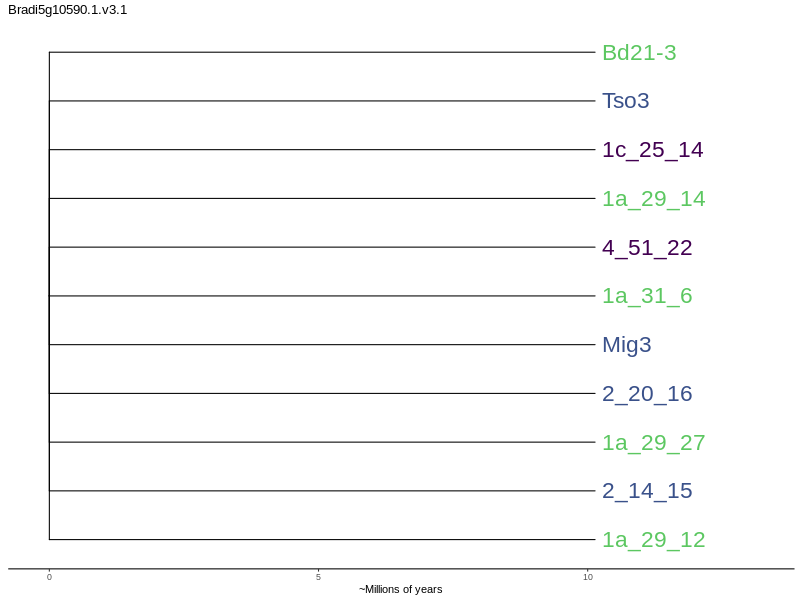 Bradi5g10590.1.v3.1
Bd21-3
Tso3
1c_25_14
1a_29_14
4_51_22
1a_31_6
Mig3
2_20_16
1a_29_27
2_14_15
1a_29_12
0 5 10
~Millions of years